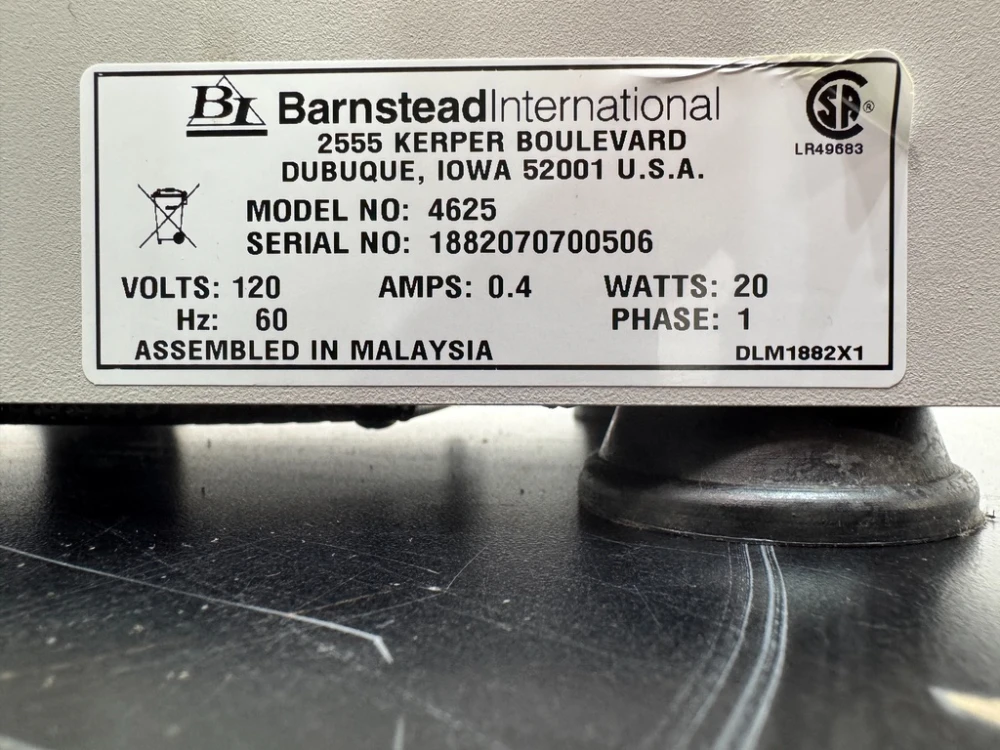 BI BarnsteadInternational
2555 KERPER BOULEVARD
DUBUQUE, IOWA 52001 U.S.A.
SA ®
LR49683
MODEL NO: 4625
SERIAL NO: 1882070700506
VOLTS: 120 AMPS: 0.4 WATTS: 20
Hz: 60 PHASE: 1
ASSEMBLED IN MALAYSIA DLM1882X1